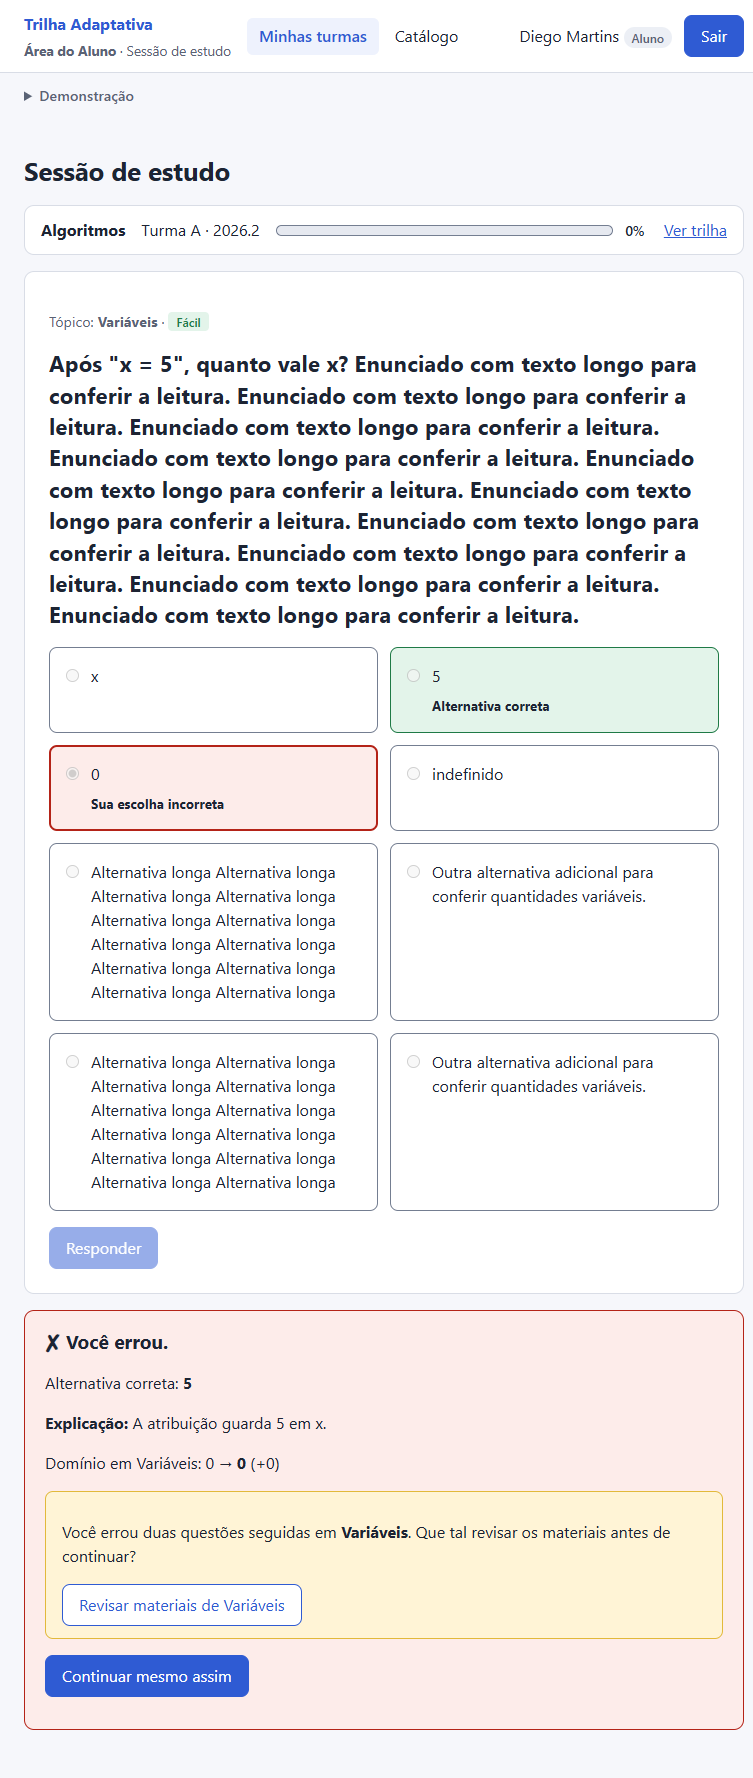 Trilha Adaptativa
Área do Aluno · Sessão de estudo
Minhas turmas
Catálogo
Diego Martins
Aluno
Sair
▶ Demonstração
Sessão de estudo
Algoritmos
Turma A · 2026.2
0%
Ver trilha
Tópico: Variáveis · Fácil
Após "x = 5", quanto vale x? Enunciado com texto longo para
conferir a leitura. Enunciado com texto longo para conferir a
leitura. Enunciado com texto longo para conferir a leitura.
Enunciado com texto longo para conferir a leitura. Enunciado
com texto longo para conferir a leitura. Enunciado com texto
longo para conferir a leitura. Enunciado com texto longo para
conferir a leitura. Enunciado com texto longo para conferir a
leitura. Enunciado com texto longo para conferir a leitura.
Enunciado com texto longo para conferir a leitura.
x
5
Alternativa correta
0
Sua escolha incorreta
indefinido
Alternativa longa Alternativa longa
Alternativa longa Alternativa longa
Alternativa longa Alternativa longa
Alternativa longa Alternativa longa
Alternativa longa Alternativa longa
Alternativa longa Alternativa longa
Outra alternativa adicional para
conferir quantidades variáveis.
Alternativa longa Alternativa longa
Alternativa longa Alternativa longa
Alternativa longa Alternativa longa
Alternativa longa Alternativa longa
Alternativa longa Alternativa longa
Alternativa longa Alternativa longa
Outra alternativa adicional para
conferir quantidades variáveis.
Responder
✗ Você errou.
Alternativa correta: 5
Explicação: A atribuição guarda 5 em x.
Domínio em Variáveis: 0 → 0 (+0)
Você errou duas questões seguidas em Variáveis. Que tal revisar os materiais antes de
continuar?
Revisar materiais de Variáveis
Continuar mesmo assim